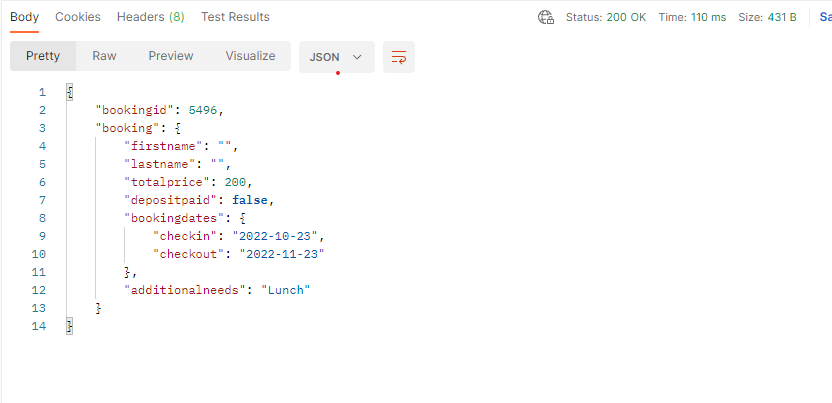 Body Cookies Headers (8) Test Results Status: 200 OK Time: 110 ms Size: 431 B Sa
Pretty Raw Preview Visualize JSON
1 {
2 "bookingid": 5496,
3 "booking": {
4 "firstname": "",
5 "lastname": "",
6 "totalprice": 200,
7 "depositpaid": false,
8 "bookingdates": {
9 "checkin": "2022-10-23",
10 "checkout": "2022-11-23"
11 },
12 "additionalneeds": "Lunch"
13 }
14 }